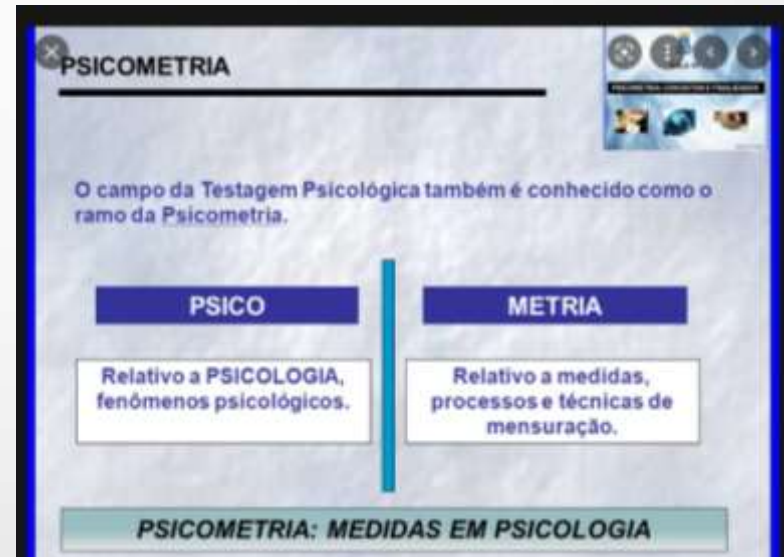 PSICOMETRIA
O campo da Testagem Psicológica também é conhecido como o
ramo da Psicometria.
PSICO
METRIA
Relativo a PSICOLOGIA,
fenômenos psicológicos.
Relativo a medidas,
processos e técnicas de
mensuração.
PSICOMETRIA: MEDIDAS EM PSICOLOGIA